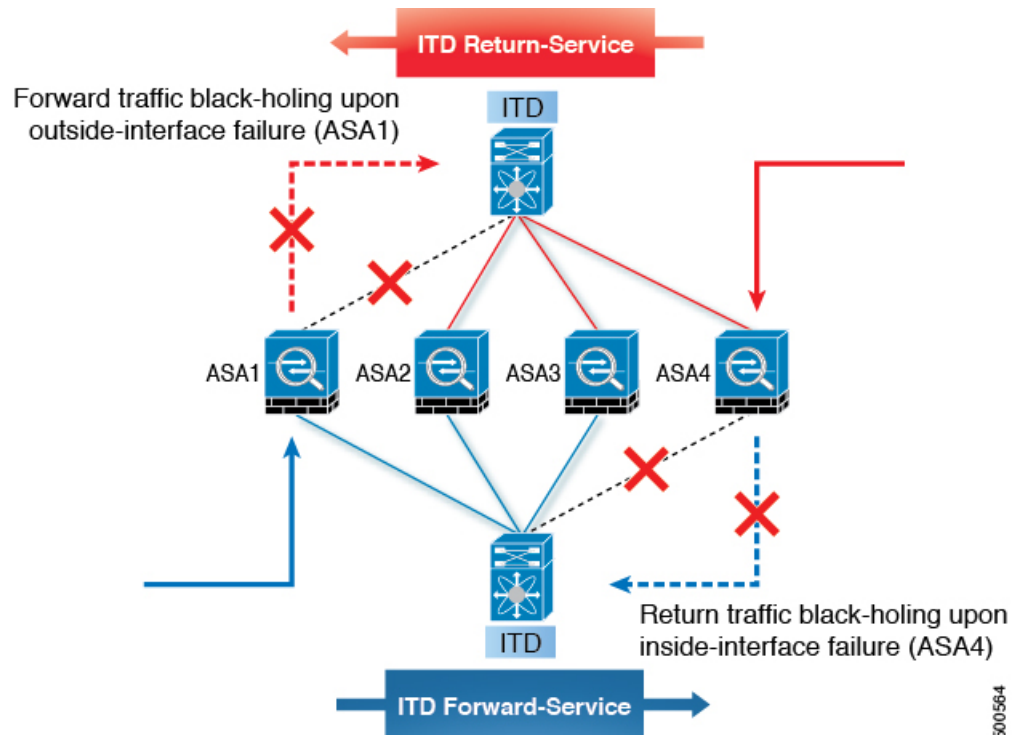 ITD Return-Service
Forward traffic black-holing upon
outside-interface failure (ASA1)
ITD
ASA1
ASA2
ASA3
ASA4
ITD
Return traffic black-holing upon
inside-interface failure (ASA4)
ITD Forward-Service
500564